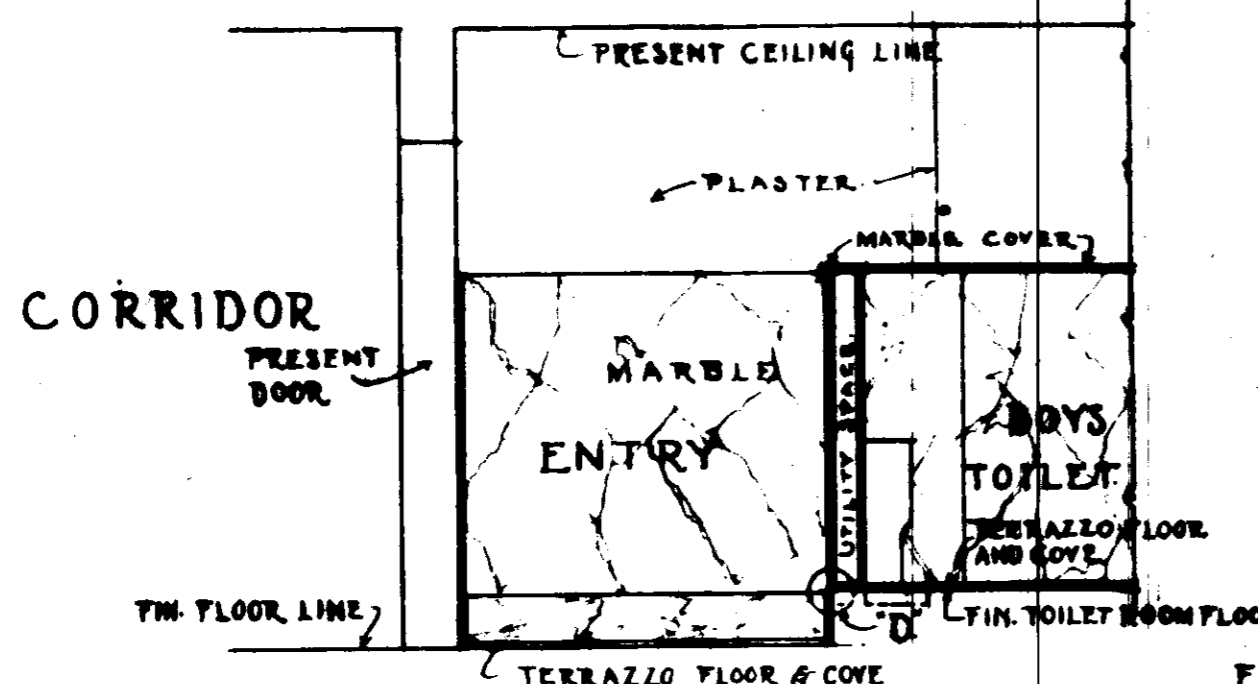 PRESENT CEILING LINE
PLASTER
MARBLE COVER
CORRIDOR
PRESENT
DOOR
MARBLE
ENTRY
UTILITY SPACE
BOYS
TOILET
TERRAZZO FLOOR
AND COVE
FIN. FLOOR LINE
"D"
FIN. TOILET ROOM FLOO
TERRAZZO FLOOR & COVE
F